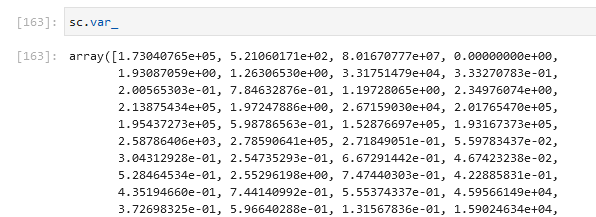 [163]: sc.var_
[163]: array([1.73040765e+05, 5.21060171e+02, 8.01670777e+07, 0.00000000e+00,
1.93087059e+00, 1.26306530e+00, 3.31751479e+04, 3.33270783e-01,
2.00565303e-01, 7.84632876e-01, 1.19728065e+00, 2.34976074e+00,
2.13875434e+05, 1.97247886e+00, 2.67159030e+04, 2.01765470e+05,
1.95437273e+05, 5.98786563e-01, 1.52876697e+05, 1.93167373e+05,
2.58786406e+03, 2.78590641e+05, 2.71849051e-01, 5.59783437e-02,
3.04312928e-01, 2.54735293e-01, 6.67291442e-01, 4.67423238e-02,
5.28464534e-01, 2.55296198e+00, 7.47440303e-01, 4.22885831e-01,
4.35194660e-01, 7.44140992e-01, 5.55374337e-01, 4.59566149e+04,
3.72698325e-01, 5.96640288e-01, 1.31567836e-01, 1.59024634e+04,